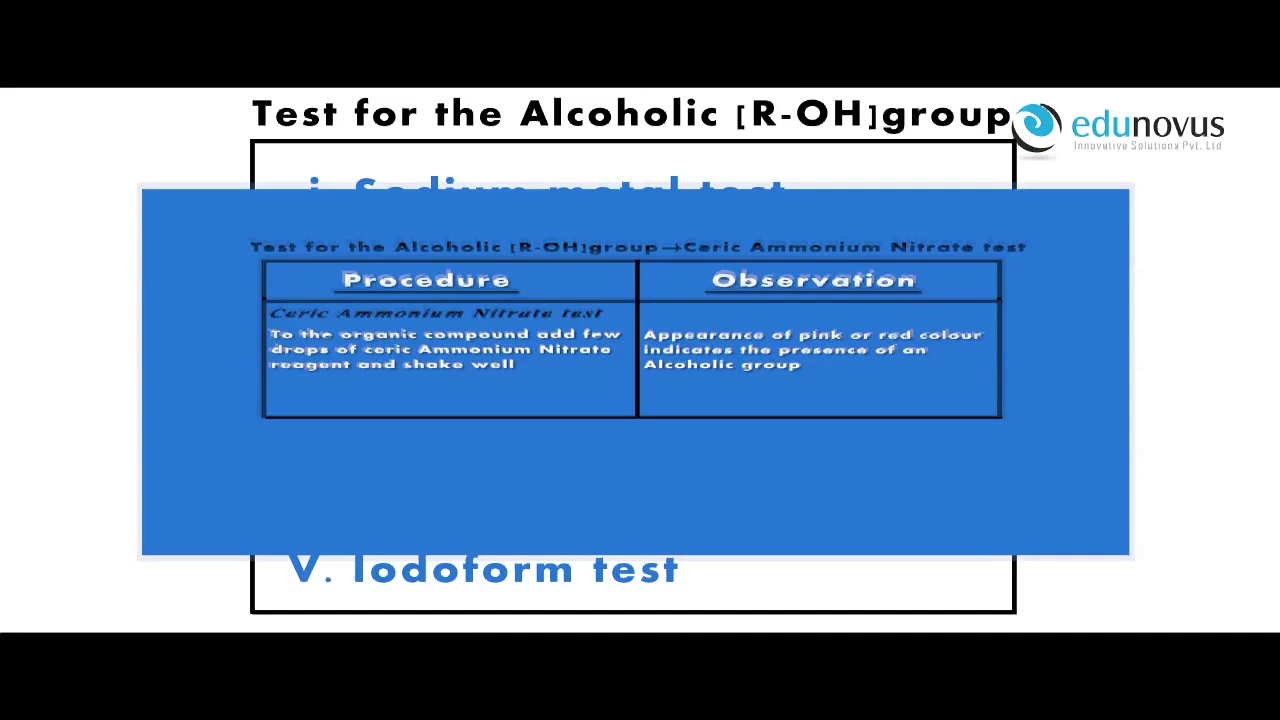 Test for the Alcoholic [R-OH]group
edunovus
Innovative Solutions Pvt. Ltd
i. Sodium metal test
Test for the Alcoholic [R-OH]group→Ceric Ammonium Nitrate test
Procedure
Observation
Ceric Ammonium Nitrate test
To the organic compound add few
drops of ceric Ammonium Nitrate
reagent and shake well
Appearance of pink or red colour
indicates the presence of an
Alcoholic group
V. Iodoform test